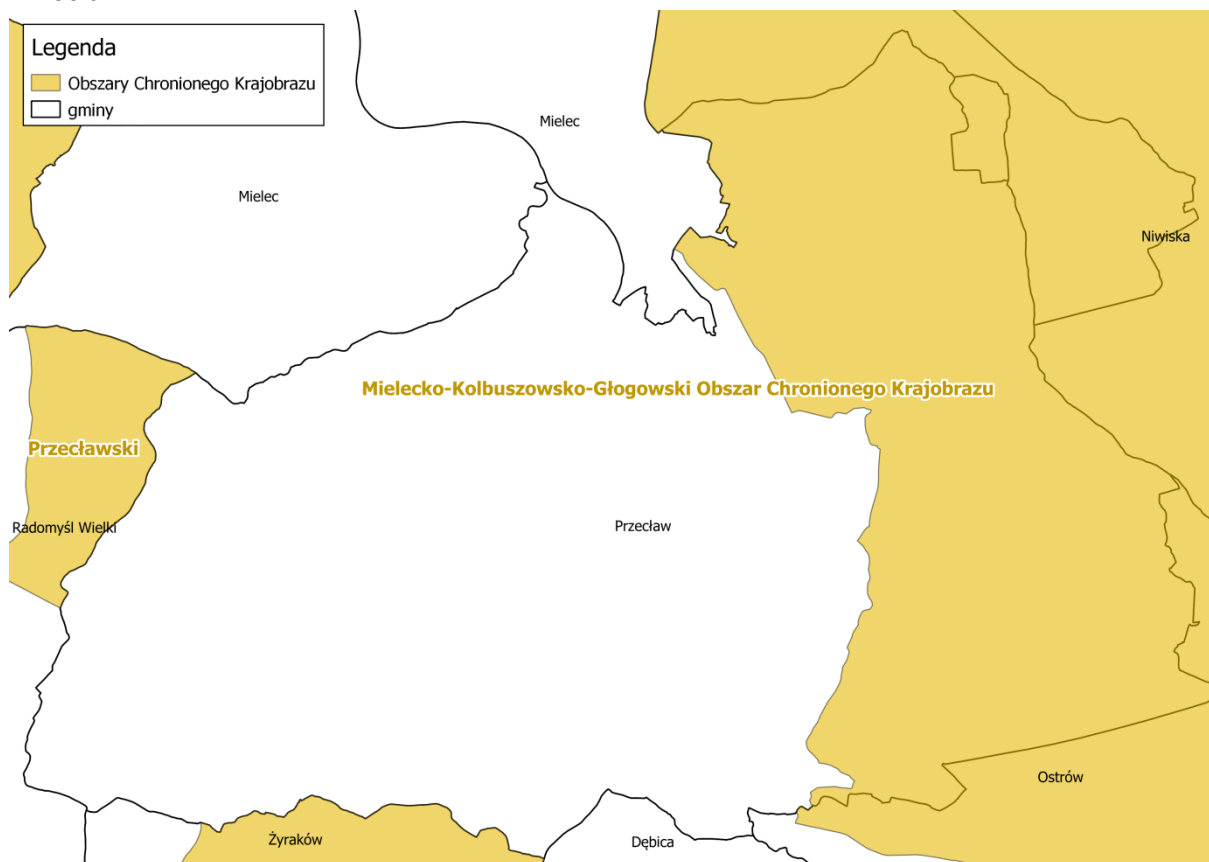 Legenda
Obszary Chronionego Krajobrazu
gminy
Mielec
Mielec
Niwiska
Mielecko-Kolbuszowsko-Głogowski Obszar Chronionego Krajobrazu
Przecławski
Radomyśl Wielki
Przecław
Ostrów
Żyraków
Dębica